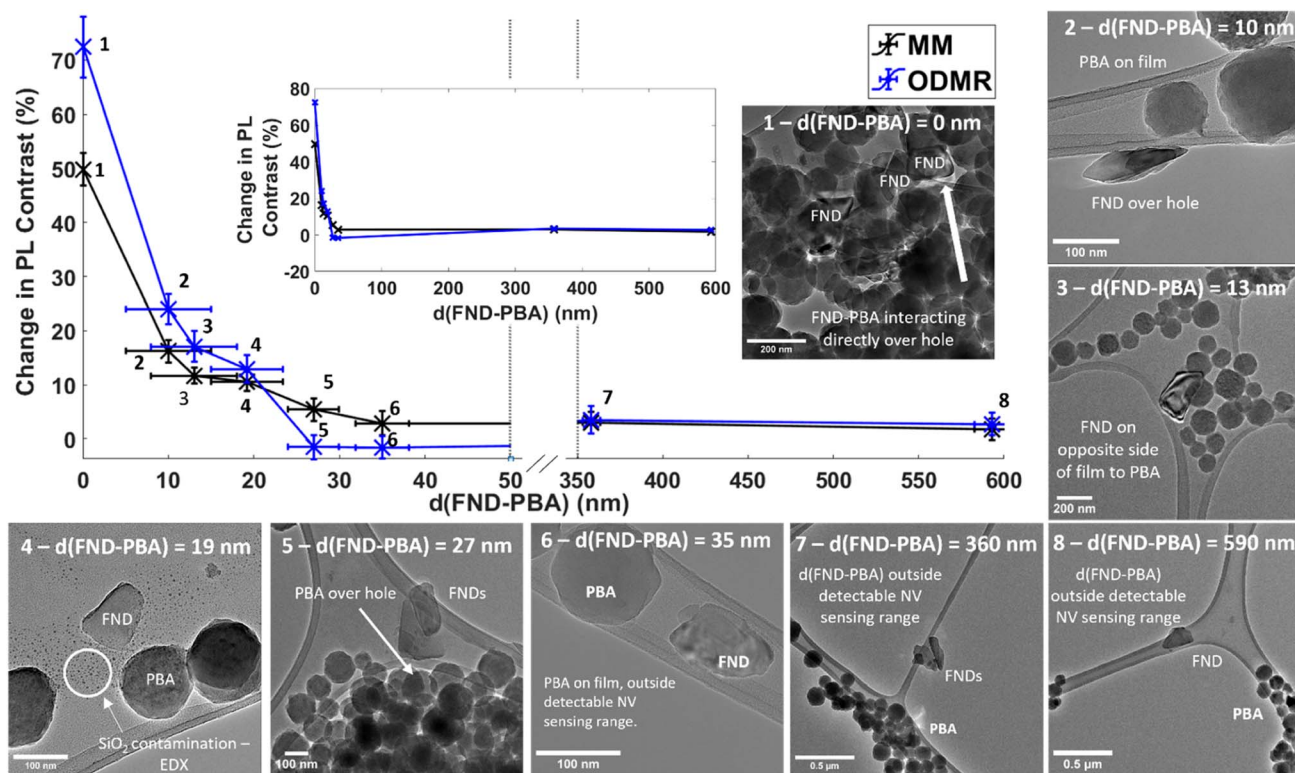 Change in PL Contrast (%)
70
60
50
40
30
20
10
0
1
1
2
2
3
3
4
4
5
5
6
6
7
8
0
10
20
30
40
50
350
400
450
500
550
600
d(FND-PBA) (nm)
MM
ODMR
Change in PL
Contrast (%)
80
60
40
20
0
-20
0
100
200
300
400
500
600
d(FND-PBA) (nm)
1 – d(FND-PBA) = 0 nm
FND
FND
FND
FND-PBA interacting
directly over hole
200 nm
2 – d(FND-PBA) = 10 nm
PBA on film
FND over hole
100 nm
3 – d(FND-PBA) = 13 nm
FND on
opposite side
of film to PBA
200 nm
4 – d(FND-PBA) = 19 nm
FND
PBA
SiO₂ contamination –
EDX
100 nm
5 – d(FND-PBA) = 27 nm
PBA over hole
FNDs
100 nm
6 – d(FND-PBA) = 35 nm
PBA
FND
PBA on film, outside
detectable NV
sensing range.
100 nm
7 – d(FND-PBA) = 360 nm
d(FND-PBA) outside
detectable NV
sensing range
FNDs
PBA
0.5 µm
8 – d(FND-PBA) = 590 nm
d(FND-PBA)
outside detectable
NV sensing range
FND
PBA
0.5 µm